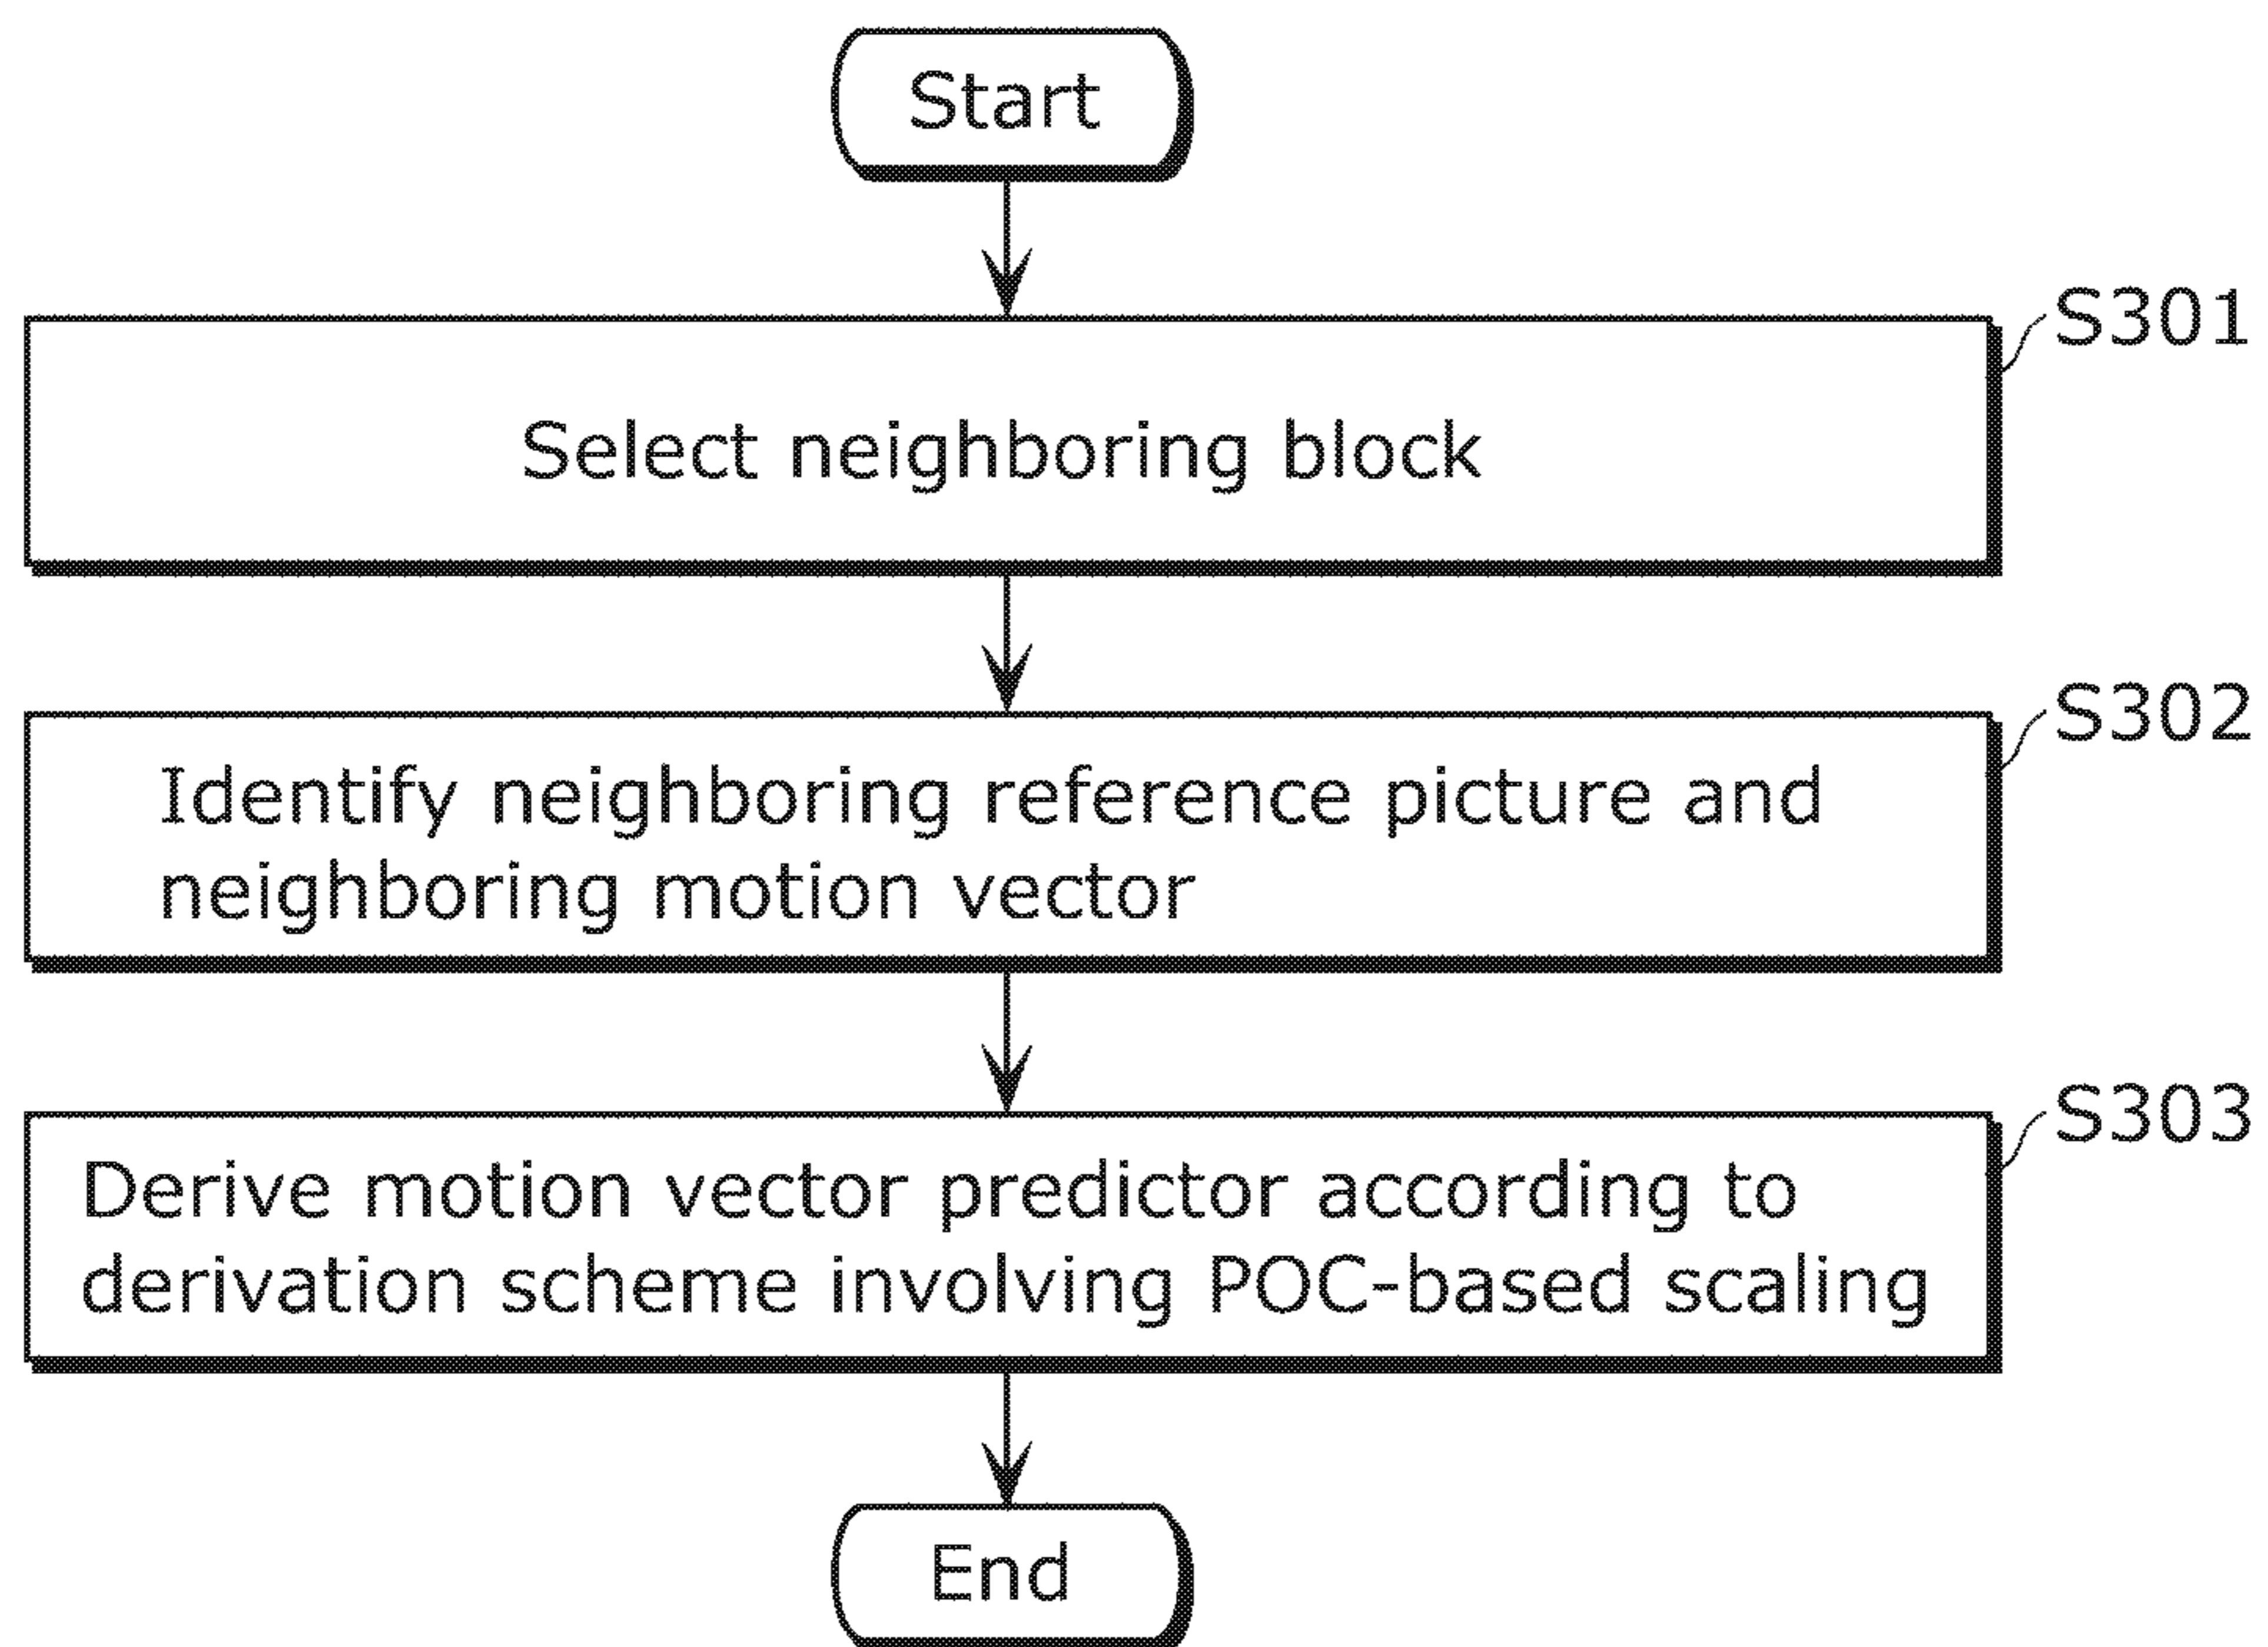 Start
S301
Select neighboring block
S302
Identify neighboring reference picture and
neighboring motion vector
S303
Derive motion vector predictor according to
derivation scheme involving POC-based scaling
End